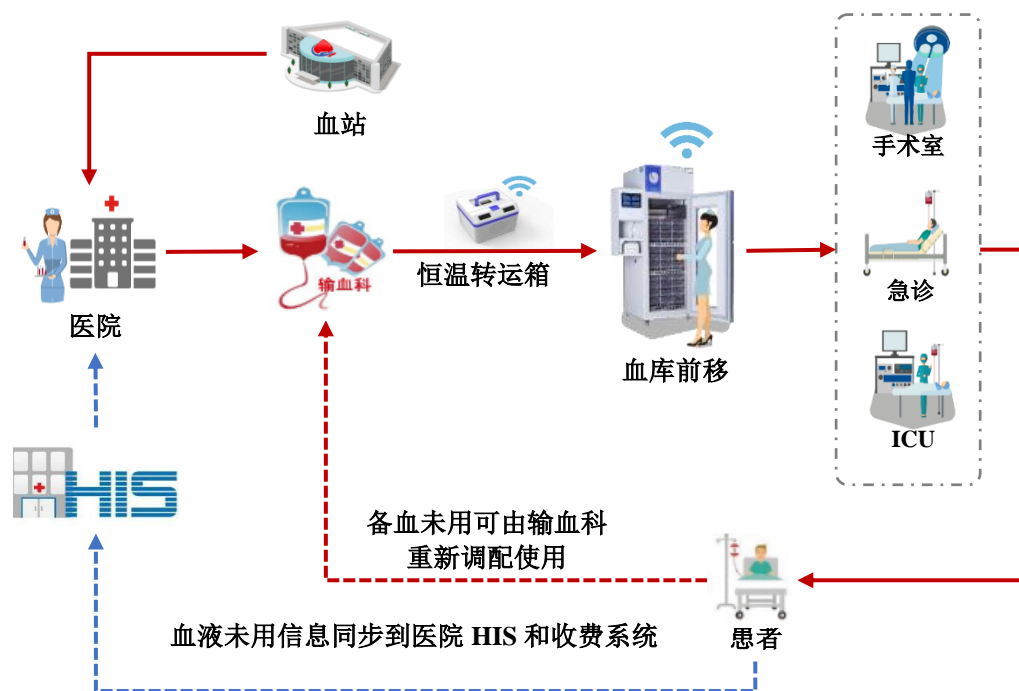 血站
手术室
输血科
恒温转运箱
急诊
医院
血库前移
ICU
HIS
备血未用可由输血科
重新调配使用
患者
血液未用信息同步到医院 HIS 和收费系统